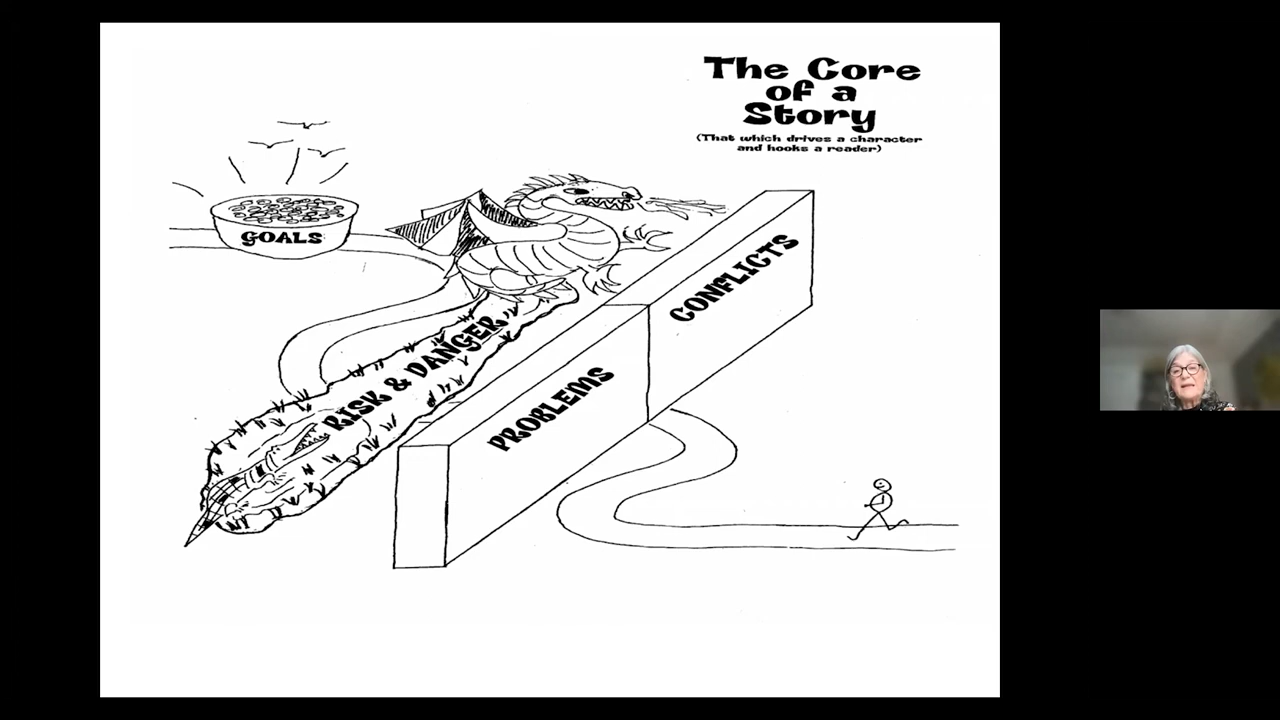 The Core
of a
Story
(That which drives a character
and hooks a reader)
GOALS
CONFLICTS
RISK & DANGER
PROBLEMS